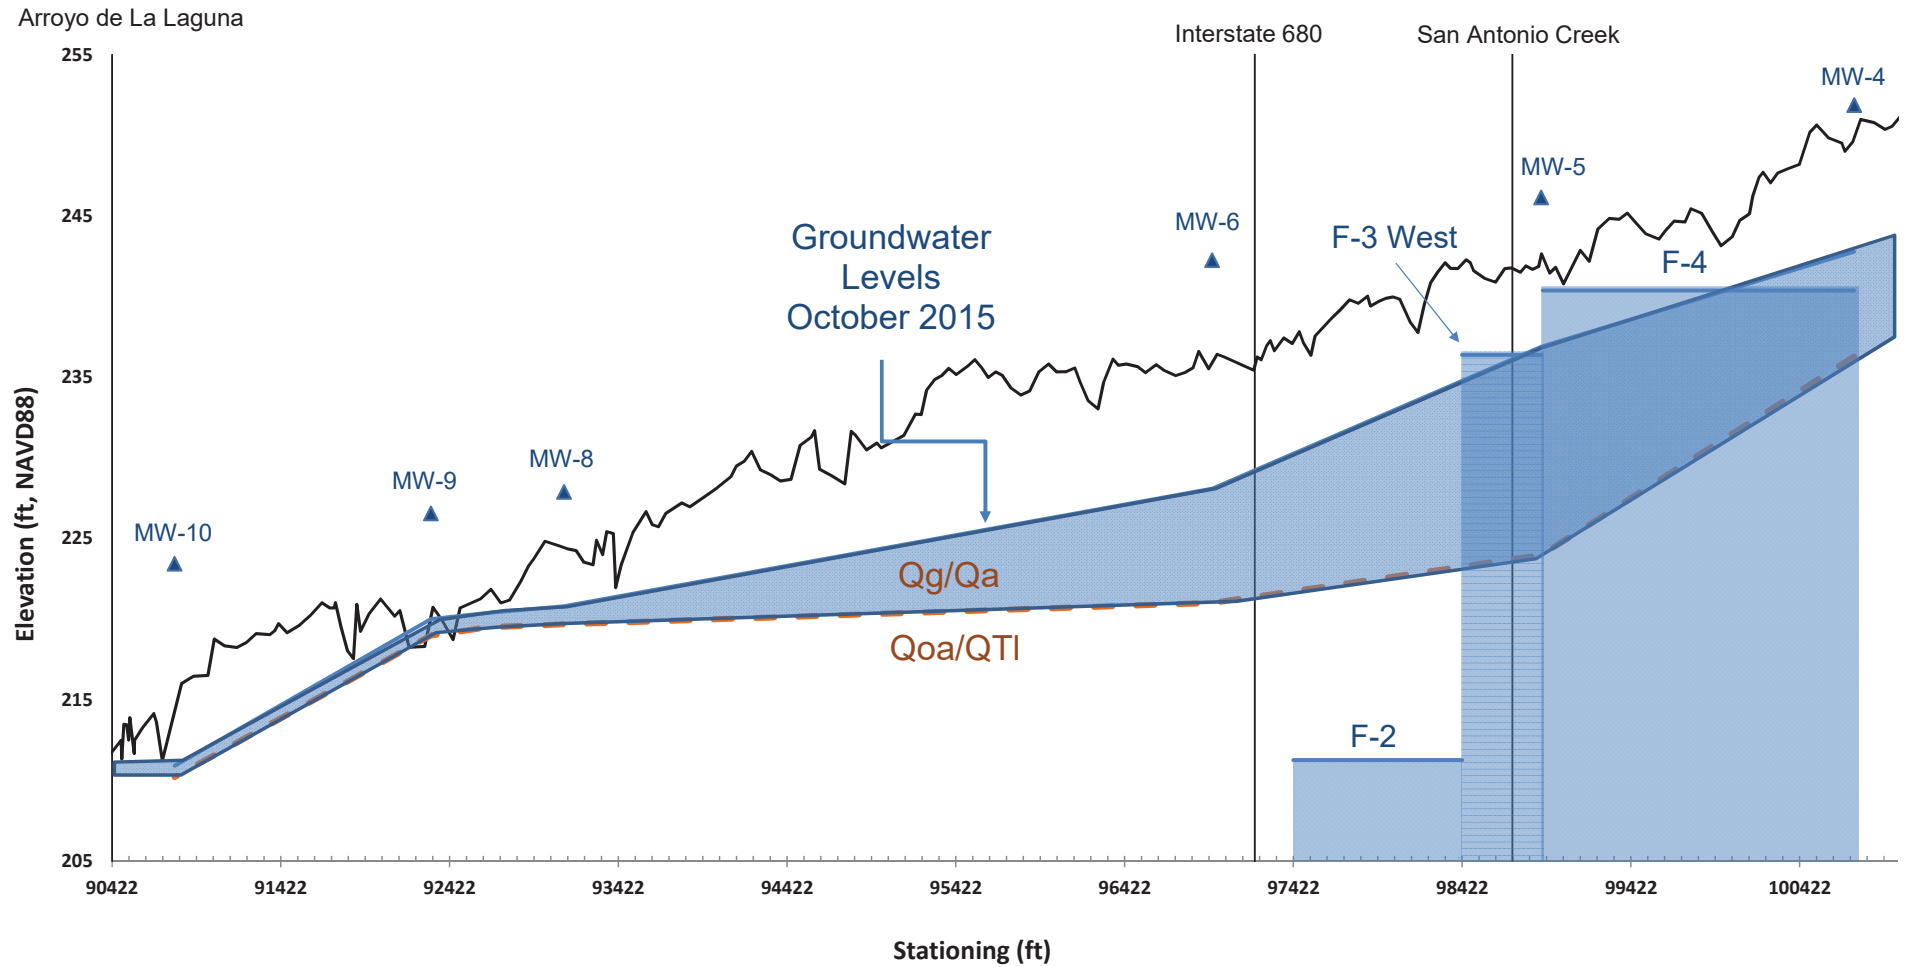 Arroyo de La Laguna
Interstate 680
San Antonio Creek
255
MW-4
MW-5
245
MW-6
Groundwater
Levels
October 2015
F-3 West
F-4
235
MW-8
MW-9
MW-10
225
Qg/Qa
Qoa/QTl
215
F-2
205
Elevation (ft, NAVD88)
90422 91422 92422 93422 94422 95422 96422 97422 98422 99422 100422
Stationing (ft)